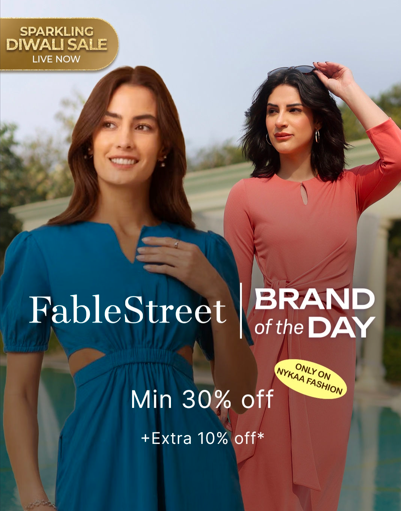 SPARKLING
DIWALI SALE
LIVE NOW
FableStreet
BRAND
of the DAY
ONLY ON
NYKAA FASHION
Min 30% off
+Extra 10% off*